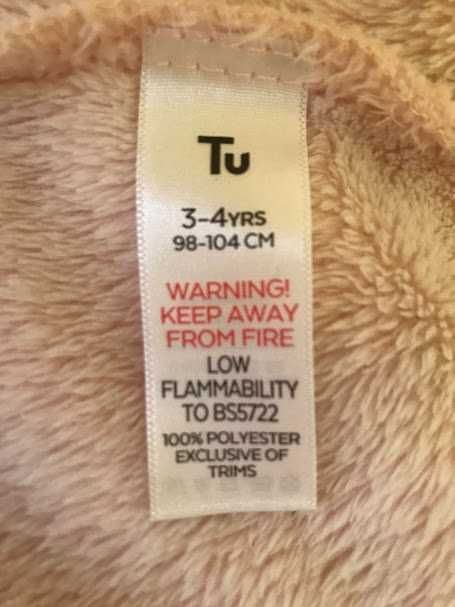 Tu
3-4YRS
98-104 CM
WARNING!
KEEP AWAY
FROM FIRE
LOW
FLAMMABILITY
TO BS5722
100% POLYESTER
EXCLUSIVE OF
TRIMS